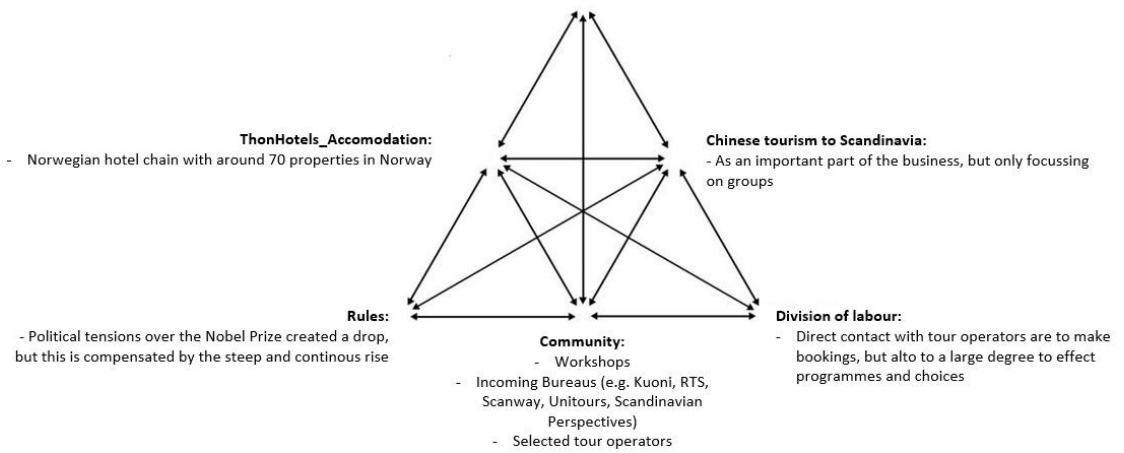 ThonHotels_Accomodation:
- Norwegian hotel chain with around 70 properties in Norway
Chinese tourism to Scandinavia:
- As an important part of the business, but only focussing
on groups
Rules:
- Political tensions over the Nobel Prize created a drop,
but this is compensated by the steep and continous rise
Community:
- Workshops
- Incoming Bureaus (e.g. Kuoni, RTS,
Scanway, Unitours, Scandinavian
Perspectives)
- Selected tour operators
Division of labour:
- Direct contact with tour operators are to make
bookings, but alto to a large degree to effect
programmes and choices